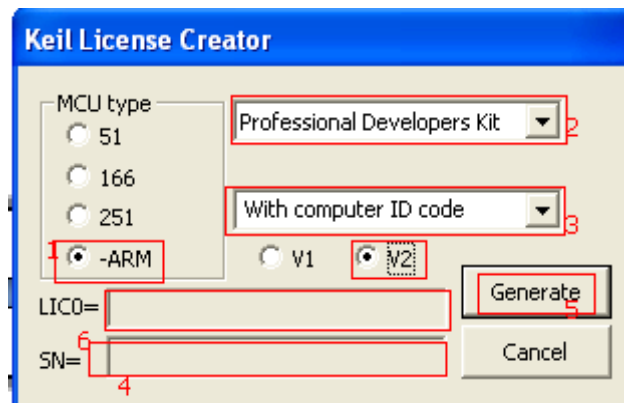 Keil License Creator
MCU type
51
Professional Developers Kit
2
166
251
With computer ID code
3
1
-ARM
V1
V2
LIC0=
Generate
5
6
SN=
Cancel
4